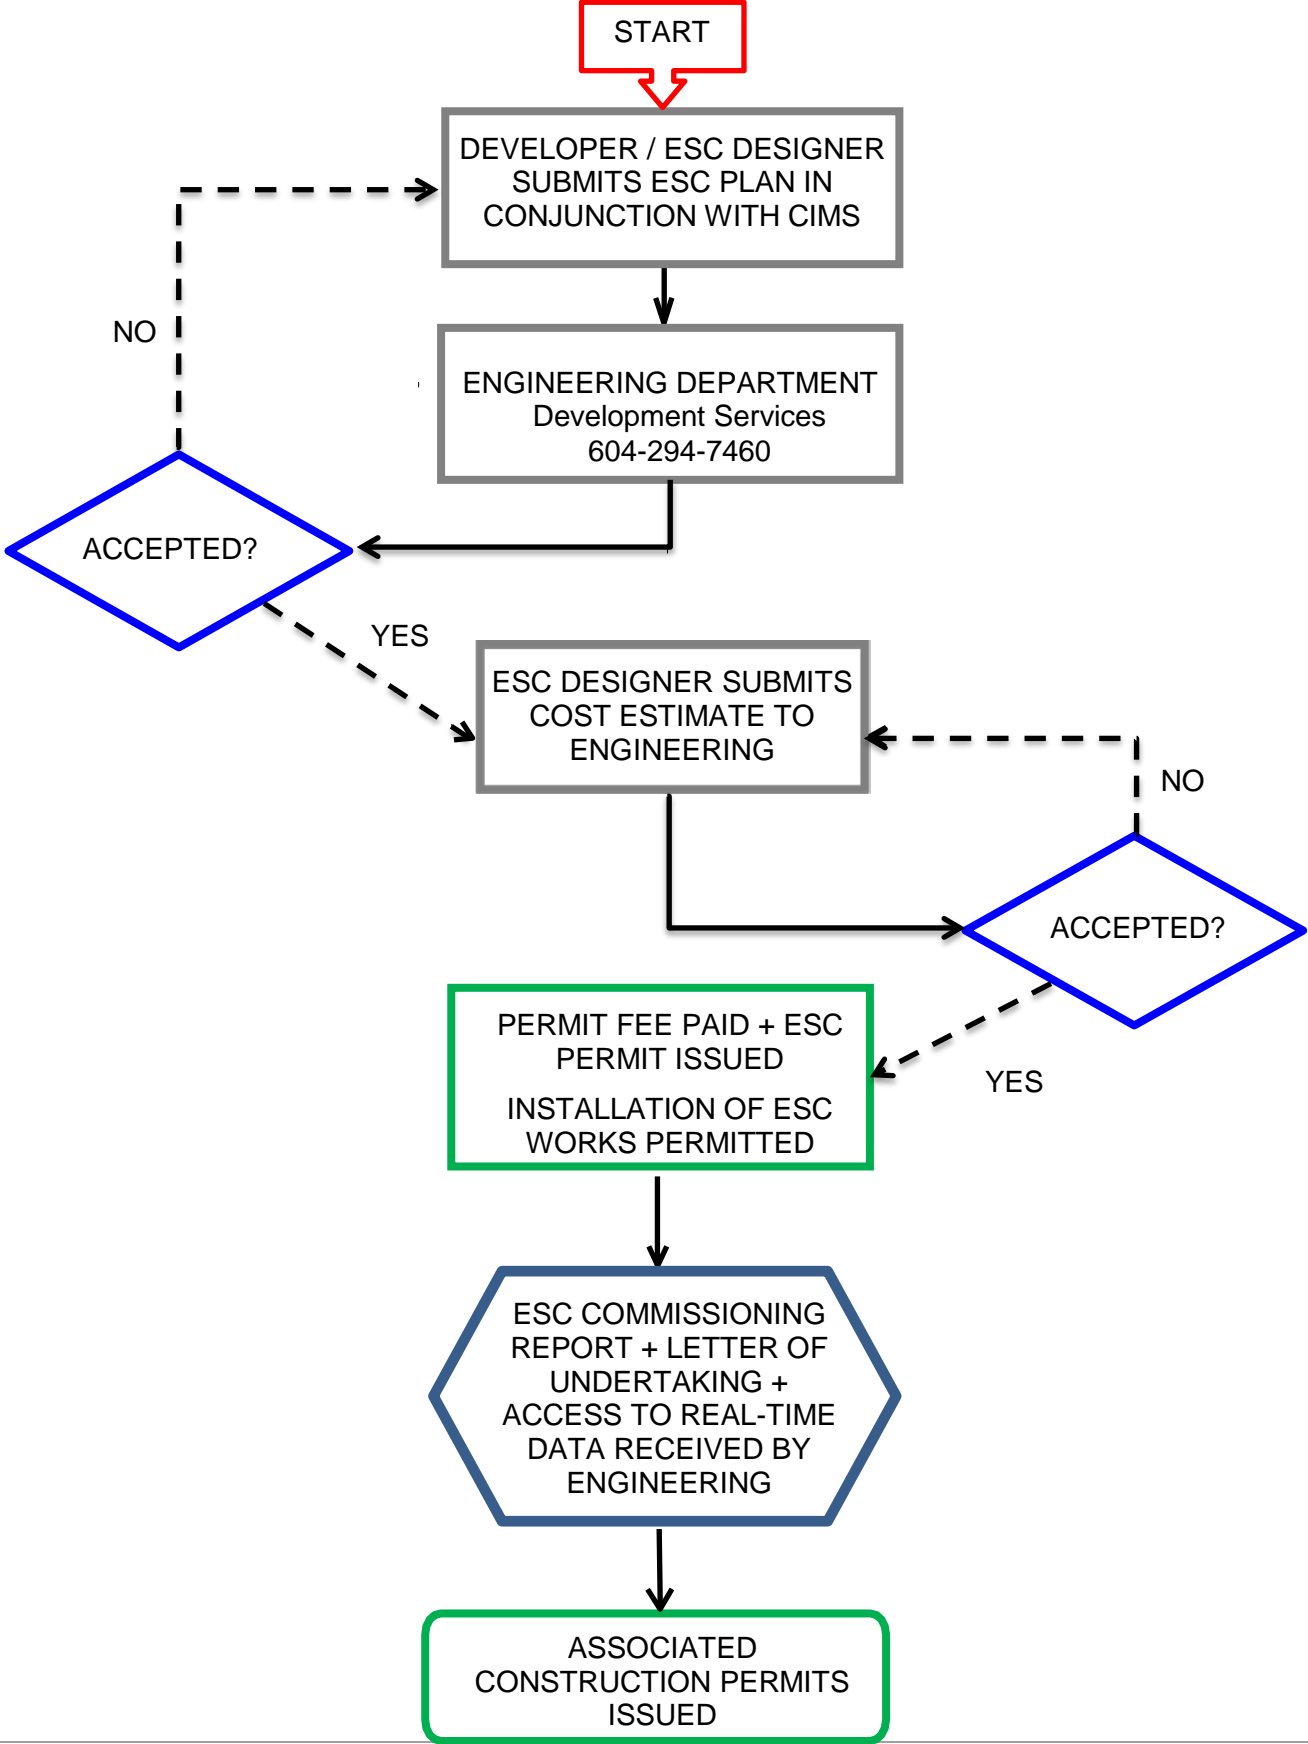 START
DEVELOPER / ESC DESIGNER
SUBMITS ESC PLAN IN
CONJUNCTION WITH CIMS
NO
ENGINEERING DEPARTMENT
Development Services
604-294-7460
ACCEPTED?
YES
ESC DESIGNER SUBMITS
COST ESTIMATE TO
ENGINEERING
NO
ACCEPTED?
PERMIT FEE PAID + ESC
PERMIT ISSUED
YES
INSTALLATION OF ESC
WORKS PERMITTED
ESC COMMISSIONING
REPORT + LETTER OF
UNDERTAKING +
ACCESS TO REAL-TIME
DATA RECEIVED BY
ENGINEERING
ASSOCIATED
CONSTRUCTION PERMITS
ISSUED